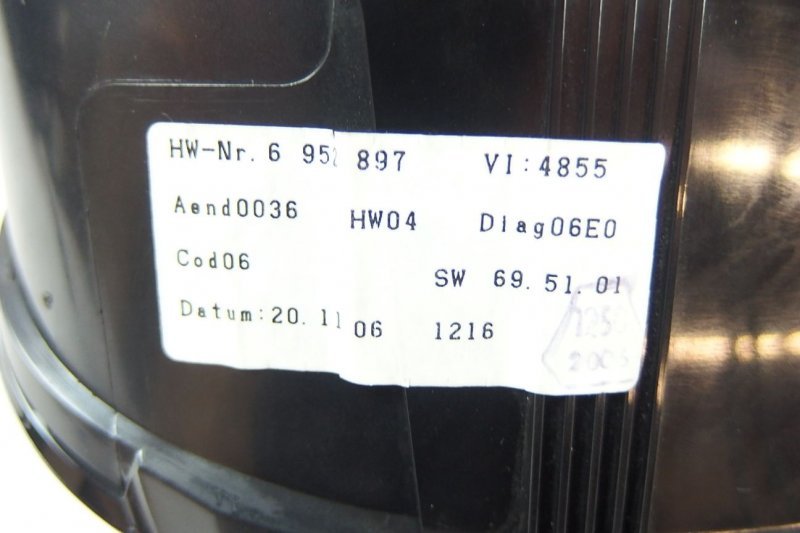 HW-Nr. 6 952 897 VI:4855
Aend0036 HW04 Diag06E0
Cod06 SW 69.51.01
Datum:20.11 06 1216